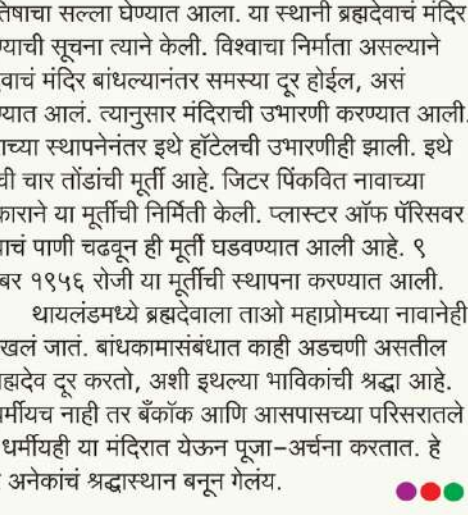 तिषाचा सल्ला घेण्यात आला. या स्थानी ब्रह्मदेवाचं मंदिर
ण्याची सूचना त्याने केली. विश्वाचा निर्माता असल्याने
वाचं मंदिर बांधल्यानंतर समस्या दूर होईल, असं
ण्यात आलं. त्यानुसार मंदिराची उभारणी करण्यात आली.
ाच्या स्थापनेनंतर इथे हॉटेलची उभारणीही झाली. इथे
ची चार तोंडांची मूर्ती आहे. जिटर पिंकवित नावाच्या
काराने या मूर्तीची निर्मिती केली. प्लास्टर ऑफ पॅरिसवर
याचं पाणी चढवून ही मूर्ती घडवण्यात आली आहे. ९
बर १९५६ रोजी या मूर्तीची स्थापना करण्यात आली.
थायलंडमध्ये ब्रह्मदेवाला ताओ महाप्रोमच्या नावानेही
खलं जातं. बांधकामासंबंधात काही अडचणी असतील
ह्मदेव दूर करतो, अशी इथल्या भाविकांची श्रद्धा आहे.
र्मीयच नाही तर बँकॉक आणि आसपासच्या परिसरातले
धर्मीयही या मंदिरात येऊन पूजा-अर्चना करतात. हे
अनेकांचं श्रद्धास्थान बनून गेलंय.